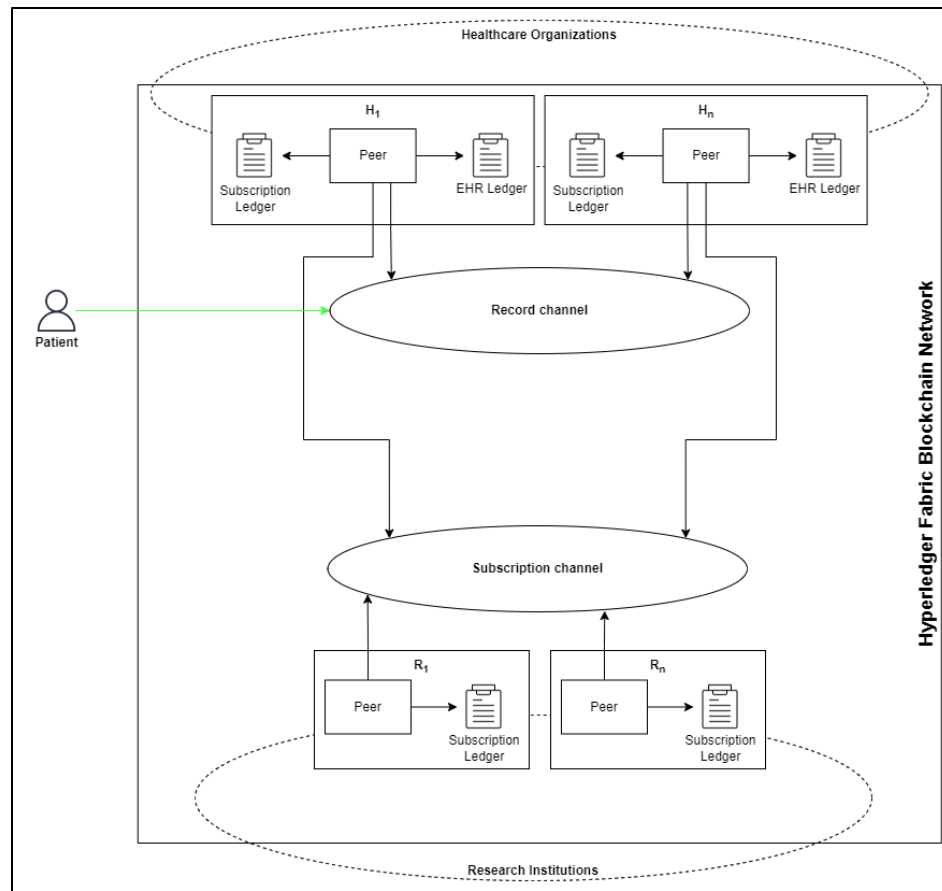 Healthcare Organizations
H1
Hn
Peer
Peer
Subscription
Ledger
EHR Ledger
Subscription
Ledger
EHR Ledger
Record channel
Patient
Hyperledger Fabric Blockchain Network
Subscription channel
R1
Rn
Peer
Subscription
Ledger
Peer
Subscription
Ledger
Research Institutions